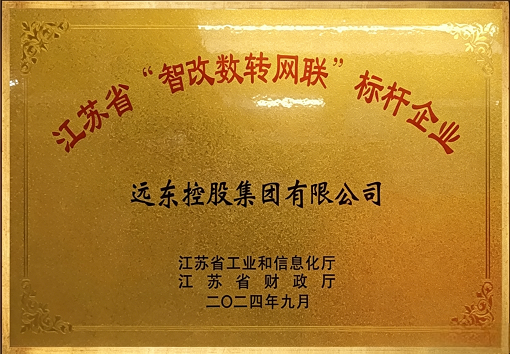 江苏省“智改数转网联”标杆企业
远东控股集团有限公司
江苏省工业和信息化厅
江苏省财政厅
二〇二四年九月